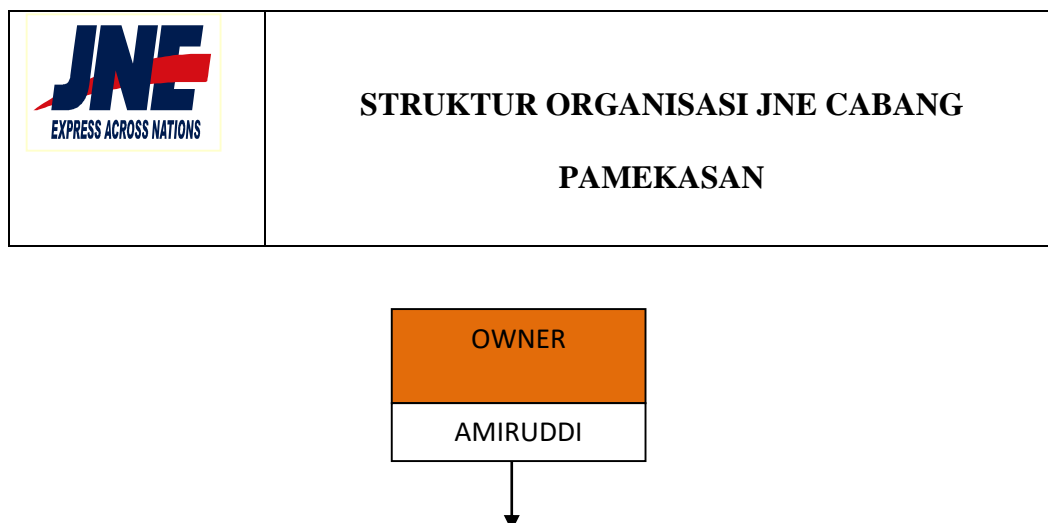 JNE
EXPRESS ACROSS NATIONS
STRUKTUR ORGANISASI JNE CABANG
PAMEKASAN
OWNER
AMIRUDDI